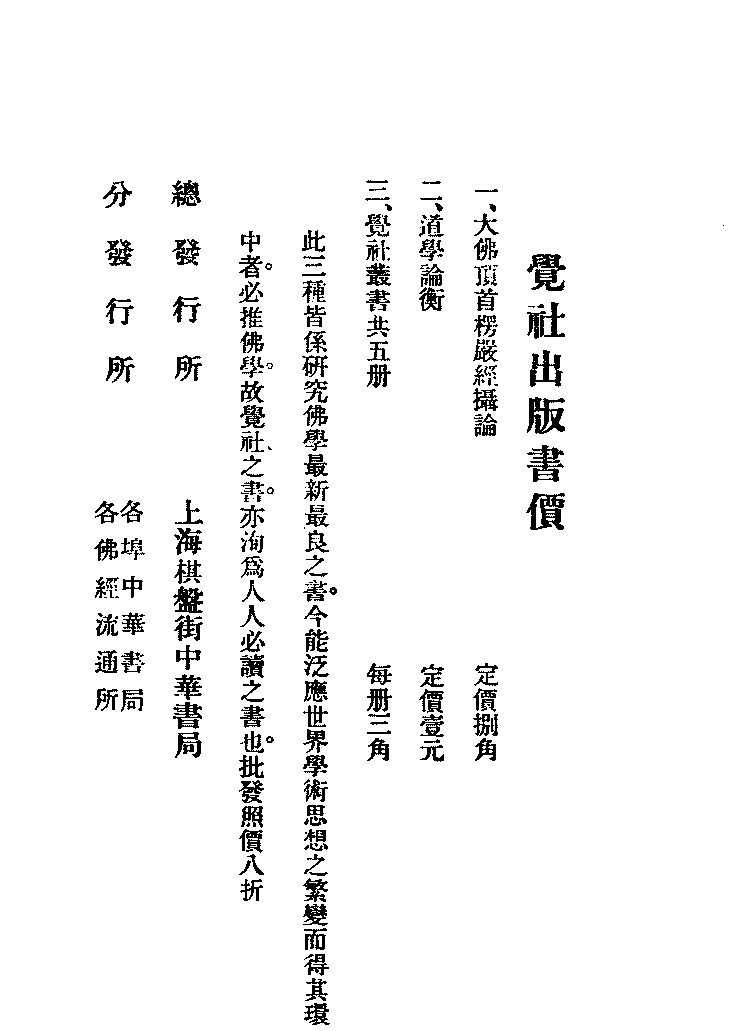 覺社出版書價
一、大佛頂首楞嚴經攝論　定價捌角
二、道學論衡　定價壹元
三、覺社叢書共五册　每册三角
此三種皆係研究佛學最新最良之書。今能泛應世界學術思想之繁變而得其環
中者。必推佛學。故覺社、之書。亦洵爲人人必讀之書也。批發照價八折
總發行所　上海棋盤街中華書局
分發行所　各埠中華書局
各佛經流通所